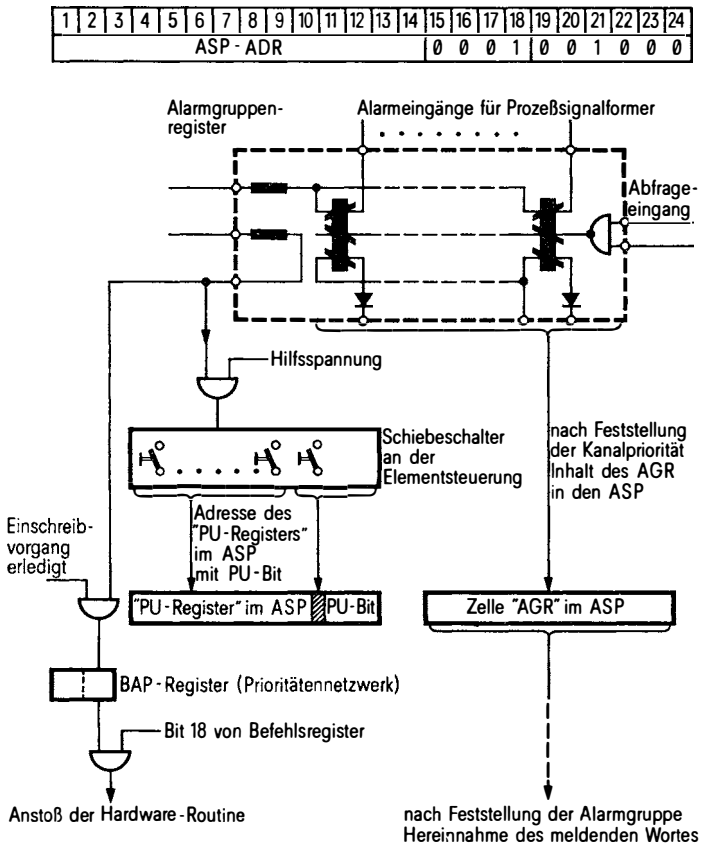 1 2 3 4 5 6 7 8 9 10 11 12 13 14 15 16 17 18 19 20 21 22 23 24
ASP - ADR 0 0 0 1 0 0 1 0 0 0
Alarmgruppen-
register
Alarmeingänge für Prozeßsignalformer
Abfrage-
eingang
Hilfsspannung
Schiebeschalter
an der
Elementsteuerung
nach Feststellung
der Kanalpriorität
Inhalt des AGR
in den ASP
Adresse des
"PU-Registers"
im ASP
mit PU-Bit
Einschreib-
vorgang
erledigt
"PU-Register" im ASP PU-Bit
Zelle "AGR" im ASP
BAP-Register (Prioritätennetzwerk)
Bit 18 von Befehlsregister
Anstoß der Hardware-Routine
nach Feststellung der Alarmgruppe
Hereinnahme des meldenden Wortes